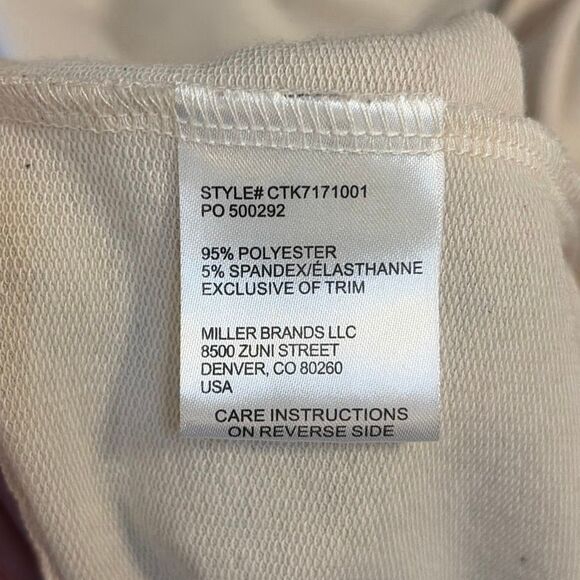 STYLE# CTK7171001
PO 500292
95% POLYESTER
5% SPANDEX/ÉLASTHANNE
EXCLUSIVE OF TRIM
MILLER BRANDS LLC
8500 ZUNI STREET
DENVER, CO 80260
USA
CARE INSTRUCTIONS
ON REVERSE SIDE